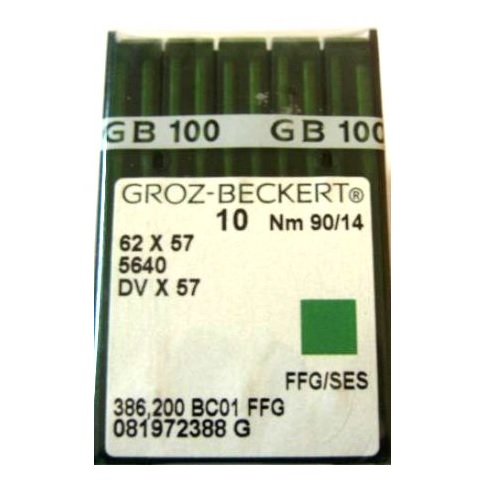 GB 100 GB 100
GROZ-BECKERT®
10 Nm 90/14
62 X 57
5640
DV X 57
FFG/SES
386,200 BC01 FFG
081972388 G